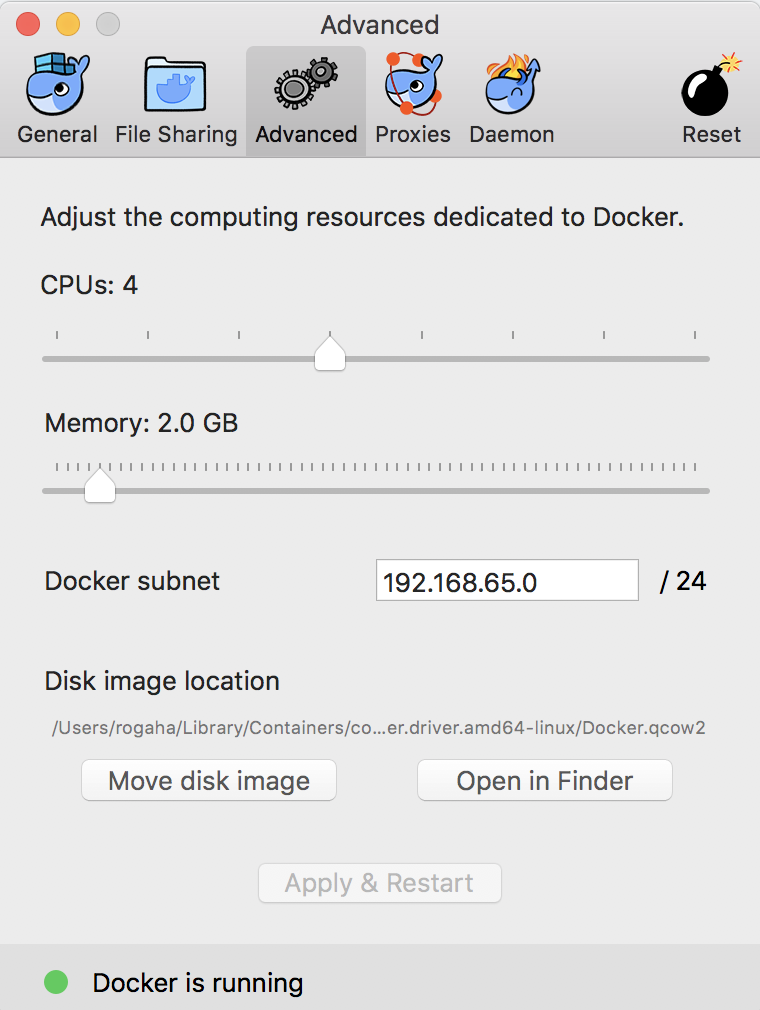 Advanced
General File Sharing Advanced Proxies Daemon Reset
Adjust the computing resources dedicated to Docker.
CPUs: 4
Memory: 2.0 GB
Docker subnet 192.168.65.0 / 24
Disk image location
/Users/rogaha/Library/Containers/co...er.driver.amd64-linux/Docker.qcow2
Move disk image Open in Finder
Apply & Restart
Docker is running